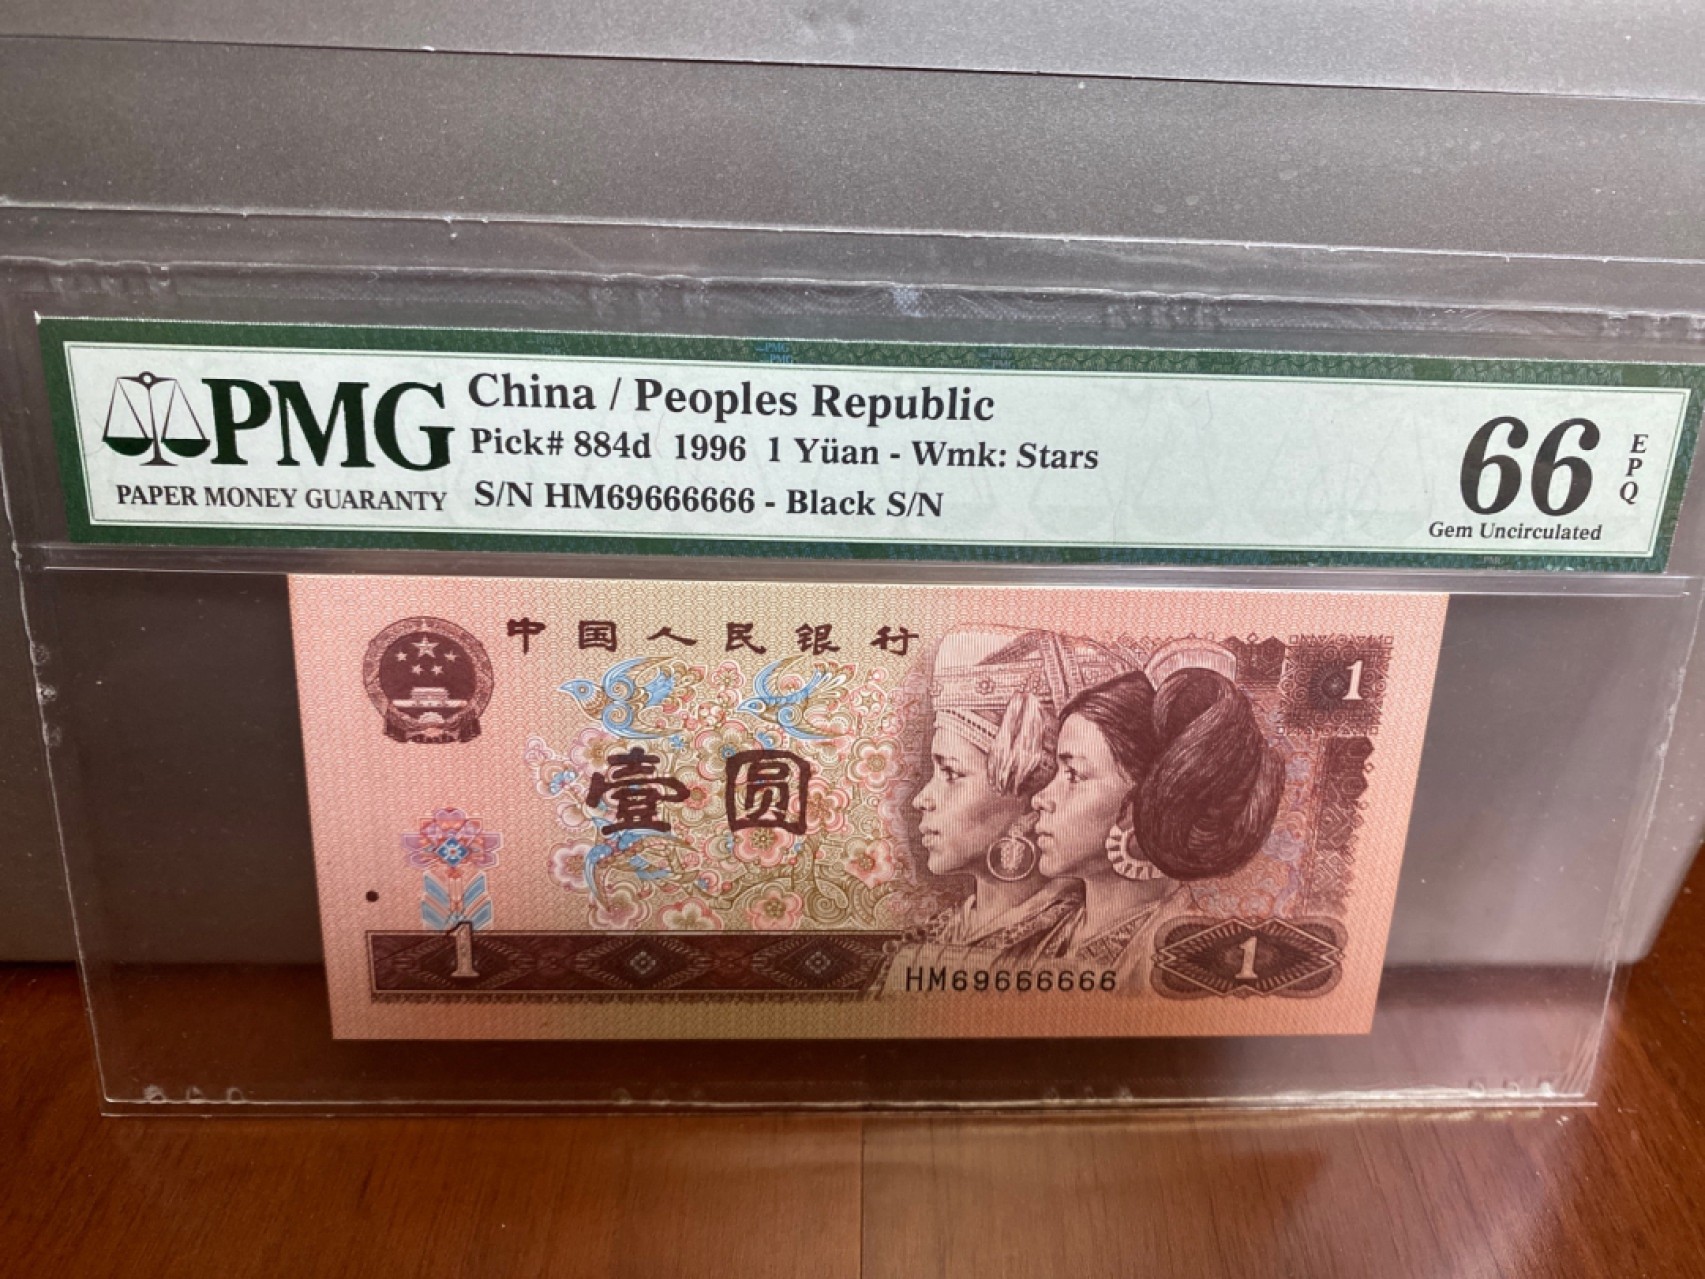 PMG
PAPER MONEY GUARANTY
China / Peoples Republic
Pick# 884d 1996 1 Yüan - Wmk: Stars
S/N HM69666666 - Black S/N
66
EPQ
Gem Uncirculated
中国人民银行
1
壹圆
1
HM69666666
1